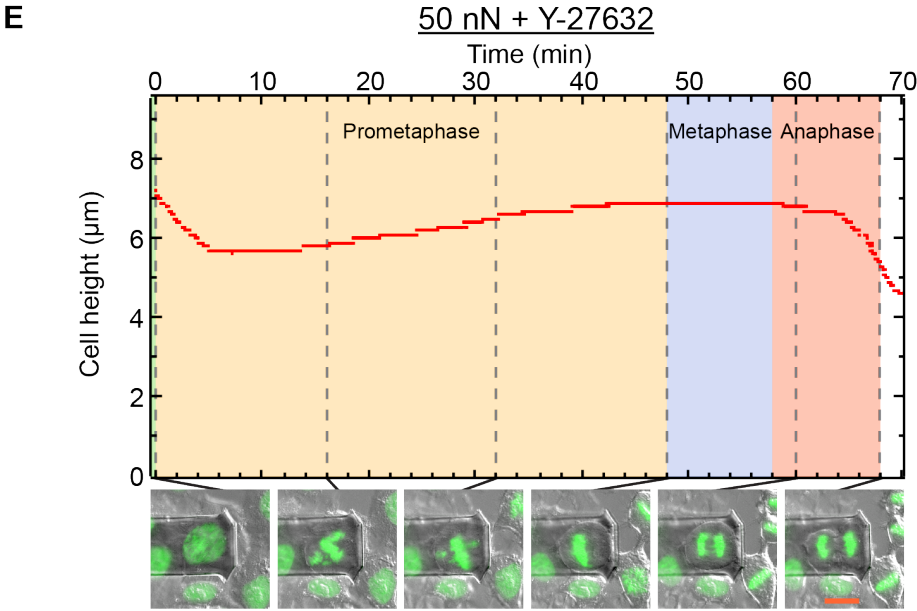 E
50 nN + Y-27632
Time (min)
0 10 20 30 40 50 60 70
Prometaphase Metaphase Anaphase
Cell height (μm)
8
6
4
2
0